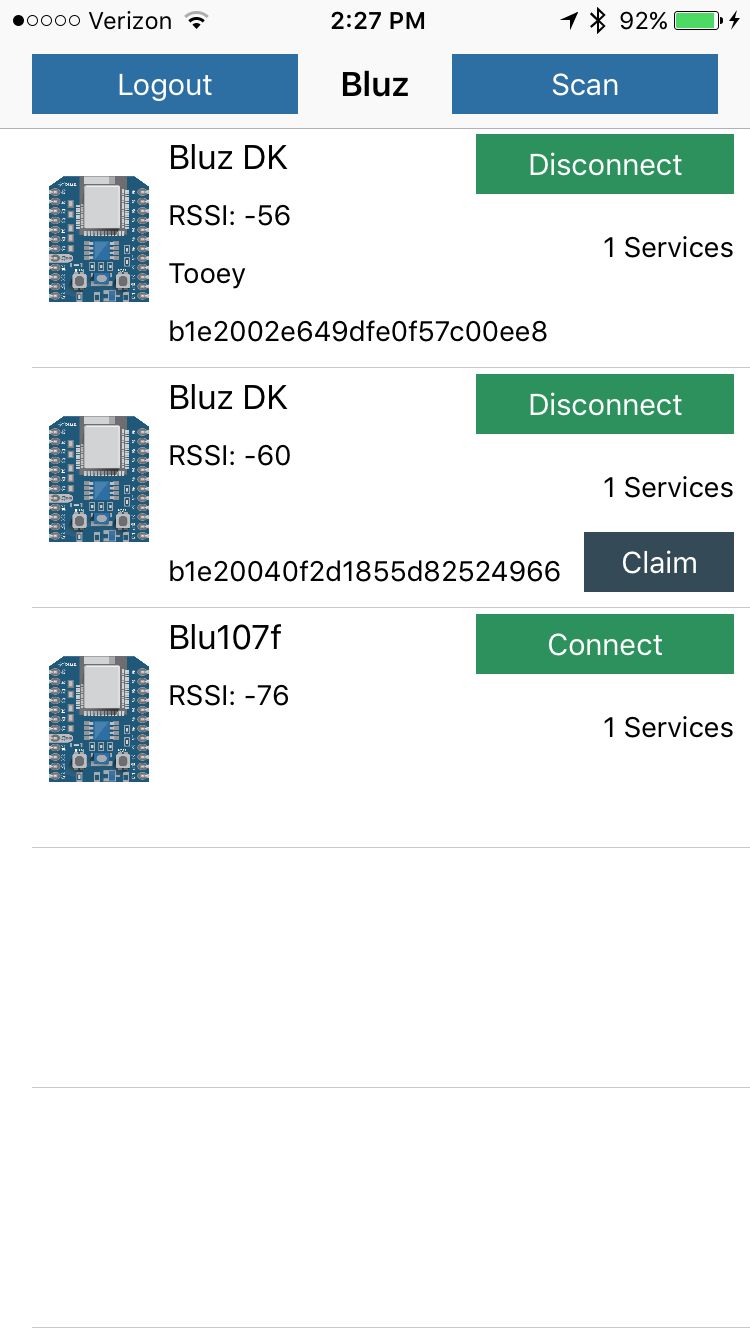 Verizon 2:27 PM 92%
Logout Bluz Scan
Bluz DK Disconnect
RSSI: -56
1 Services
Tooey
b1e2002e649dfe0f57c00ee8
Bluz DK Disconnect
RSSI: -60
1 Services
b1e20040f2d1855d82524966 Claim
Blu107f Connect
RSSI: -76
1 Services